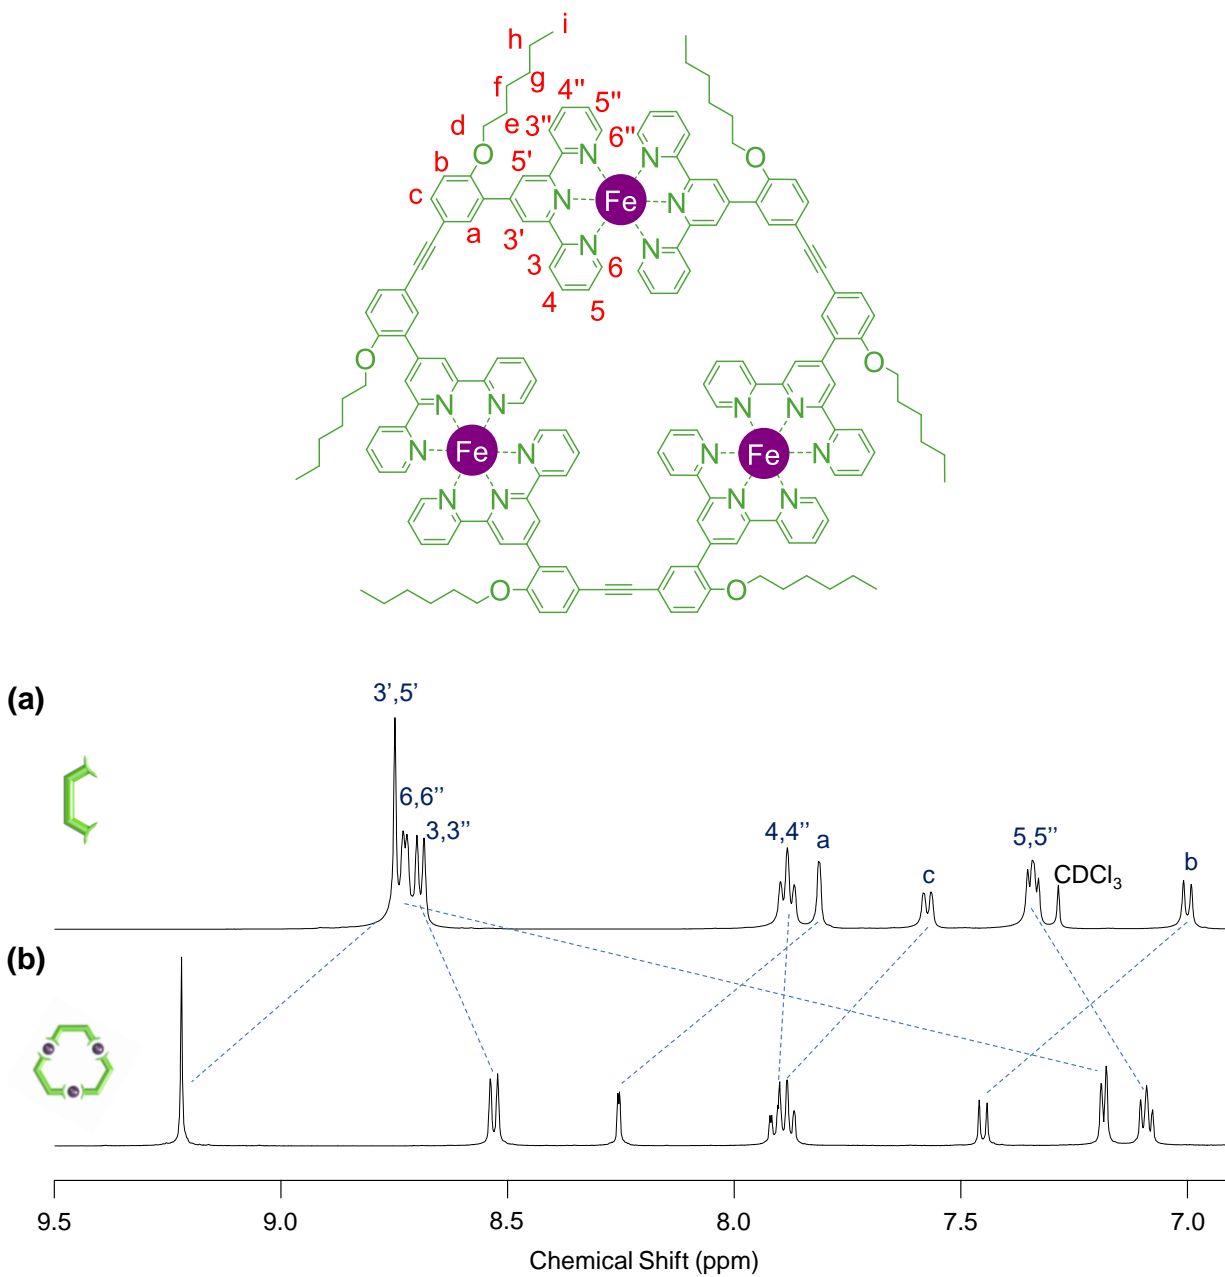 i
h
g
f
4'' 5''
e 3'' 6''
d
O N N O
b 5'
c N Fe N
a 3' N N
3 6
4 5
O O
N N N N
N Fe N N Fe N
N N N N
O O
(a)
3’,5’
6,6’’
3,3’’
4,4’’
a
c
5,5’’
CDCl₃
b
(b)
9.5 9.0 8.5 8.0 7.5 7.0
Chemical Shift (ppm)